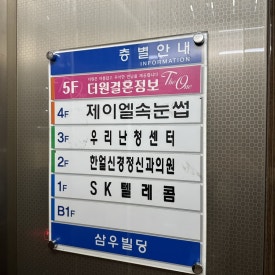 층별안내
INFORMATION
5F 더원결혼정보 The One
4F 제이엘속눈썹
3F 우리난청센터
2F 한얼신경정신과의원
1F SK텔레콤
B1F
삼우빌딩